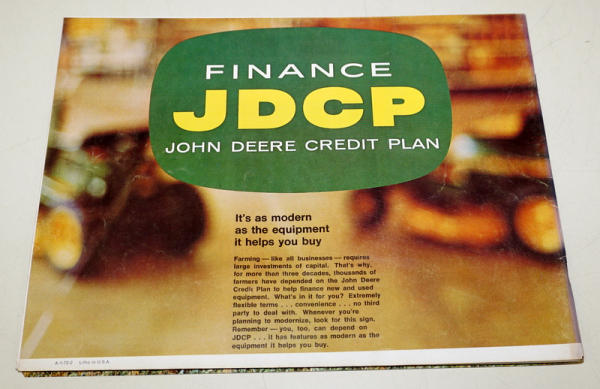 FINANCE
JDCP
JOHN DEERE CREDIT PLAN
It's as modern
as the equipment
it helps you buy
Farming — like all businesses — requires
large investments of capital. That's why,
for more than three decades, thousands of
farmers have depended on the John Deere
Credit Plan to help finance new and used
equipment. What's in it for you? Extremely
flexible terms . . . convenience . . . no third
party to deal with. Whenever you're
planning to modernize, look for this sign.
Remember — you, too, can depend on
JDCP . . . it has features as modern as the
equipment it helps you buy.
Litho in U.S.A.